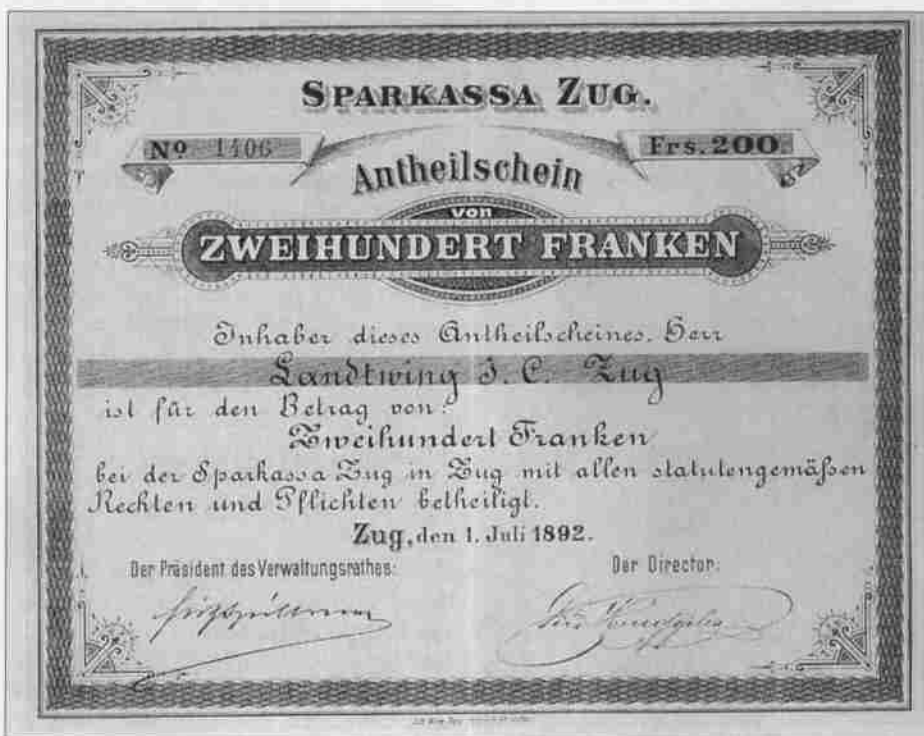 SPARKASSA ZUG.
Nº 1406
Frs. 200.
Antheilschein
von
ZWEIHUNDERT FRANKEN
Inhaber dieses Antheilscheines, Herr
Landtwing J. C. Zug
ist für den Betrag von:
Zweihundert Franken
bei der Sparkassa Zug in Zug mit allen statutengemäßen
Rechten und Pflichten betheiligt.
Zug, den 1. Juli 1892.
Der Präsident des Verwaltungsrathes:
Der Director: